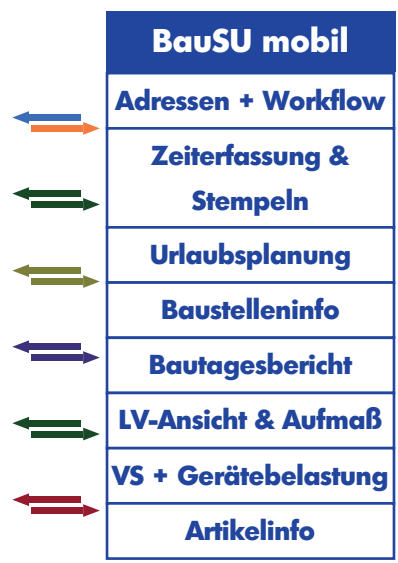 BauSU mobil
Adressen + Workflow
Zeiterfassung &
Stempeln
Urlaubsplanung
Baustelleninfo
Bautagesbericht
LV-Ansicht & Aufmaß
VS + Gerätebelastung
Artikelinfo